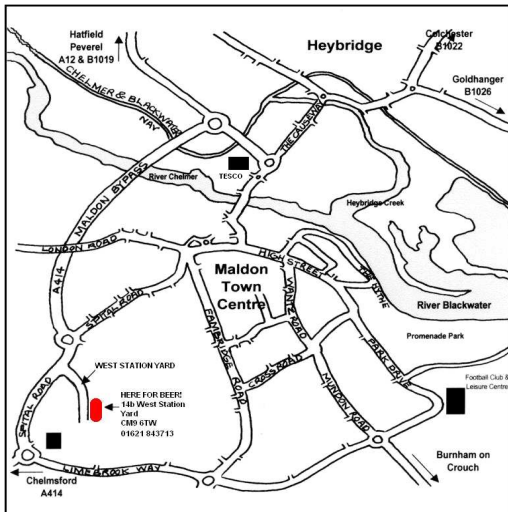 Hatfield
Peverel
A12 & B1019
Heybridge
Colchester
B1022
Goldhanger
B1026
CHELMER & BLACKWATER
NAV
THE CAUSEWAY
MALDON BYPASS
A414
River Chelmer
TESCO
Heybridge Creek
LONDON ROAD
HIGH STREET
THE HYTHE
Maldon
Town
Centre
WANTZ ROAD
River Blackwater
SPITAL ROAD
FAMBRIDGE ROAD
CROSS ROAD
MUNDON ROAD
PARK DRIVE
Promenade Park
Football Club &
Leisure Centre
WEST STATION YARD
HERE FOR BEER!
14b West Station
Yard
CM9 6TW
01621 843713
SPITAL ROAD
LIMEBROOK WAY
Chelmsford
A414
Burnham on
Crouch